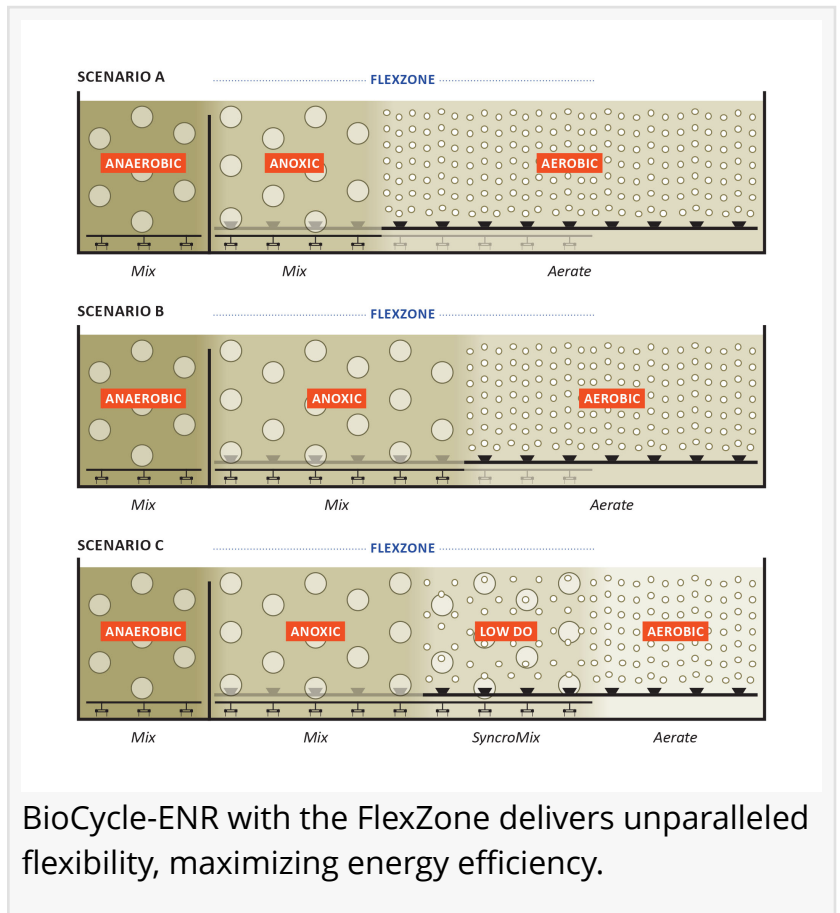 SCENARIO A
FLEXZONE
ANAEROBIC
ANOXIC
AEROBIC
Mix
Mix
Aerate
SCENARIO B
FLEXZONE
ANAEROBIC
ANOXIC
AEROBIC
Mix
Mix
Aerate
SCENARIO C
FLEXZONE
ANAEROBIC
ANOXIC
LOW DO
AEROBIC
Mix
Mix
SyncroMix
Aerate
BioCycle-ENR with the FlexZone delivers unparalleled
flexibility, maximizing energy efficiency.